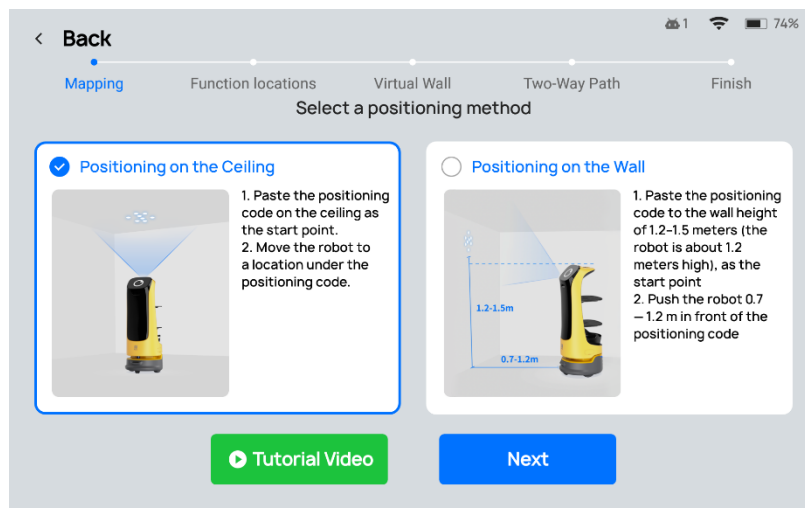 1
74%
Back
Mapping
Function locations
Virtual Wall
Two-Way Path
Finish
Select a positioning method
Positioning on the Ceiling
1. Paste the positioning
code on the ceiling as
the start point.
2. Move the robot to
a location under the
positioning code.
Positioning on the Wall
1.2-1.5m
0.7-1.2m
1. Paste the positioning
code to the wall height
of 1.2–1.5 meters (the
robot is about 1.2
meters high), as the
start point
2. Push the robot 0.7
— 1.2 m in front of the
positioning code
Tutorial Video
Next